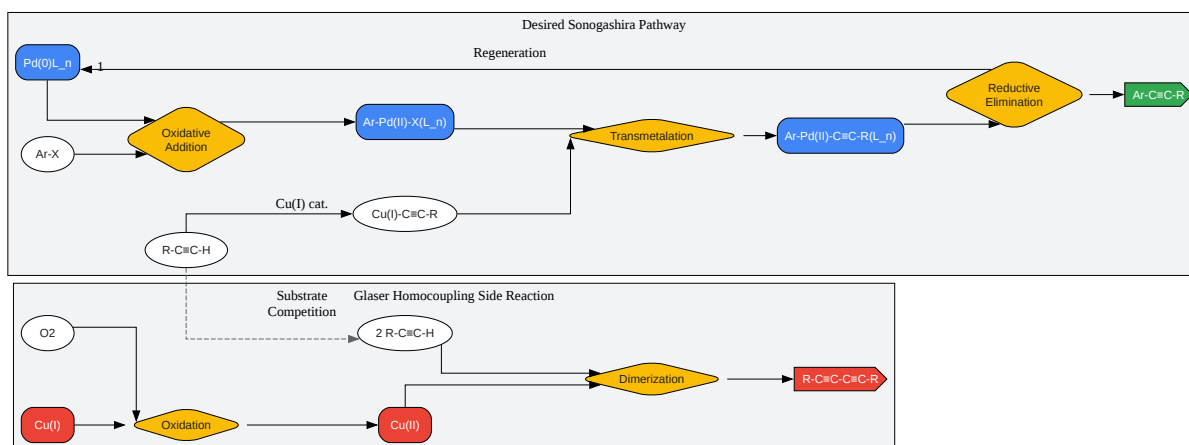 Desired Sonogashira Pathway
Regeneration
Pd(0)L_n
1
Reductive
Elimination
Ar-C≡C-R
Oxidative
Addition
Ar-Pd(II)-X(L_n)
Transmetalation
Ar-Pd(II)-C≡C-R(L_n)
Ar-X
Cu(I) cat.
Cu(I)-C≡C-R
R-C≡C-H
Substrate
Competition
Glaser Homocoupling Side Reaction
O2
2 R-C≡C-H
Dimerization
R-C≡C-C≡C-R
Cu(I)
Oxidation
Cu(II)